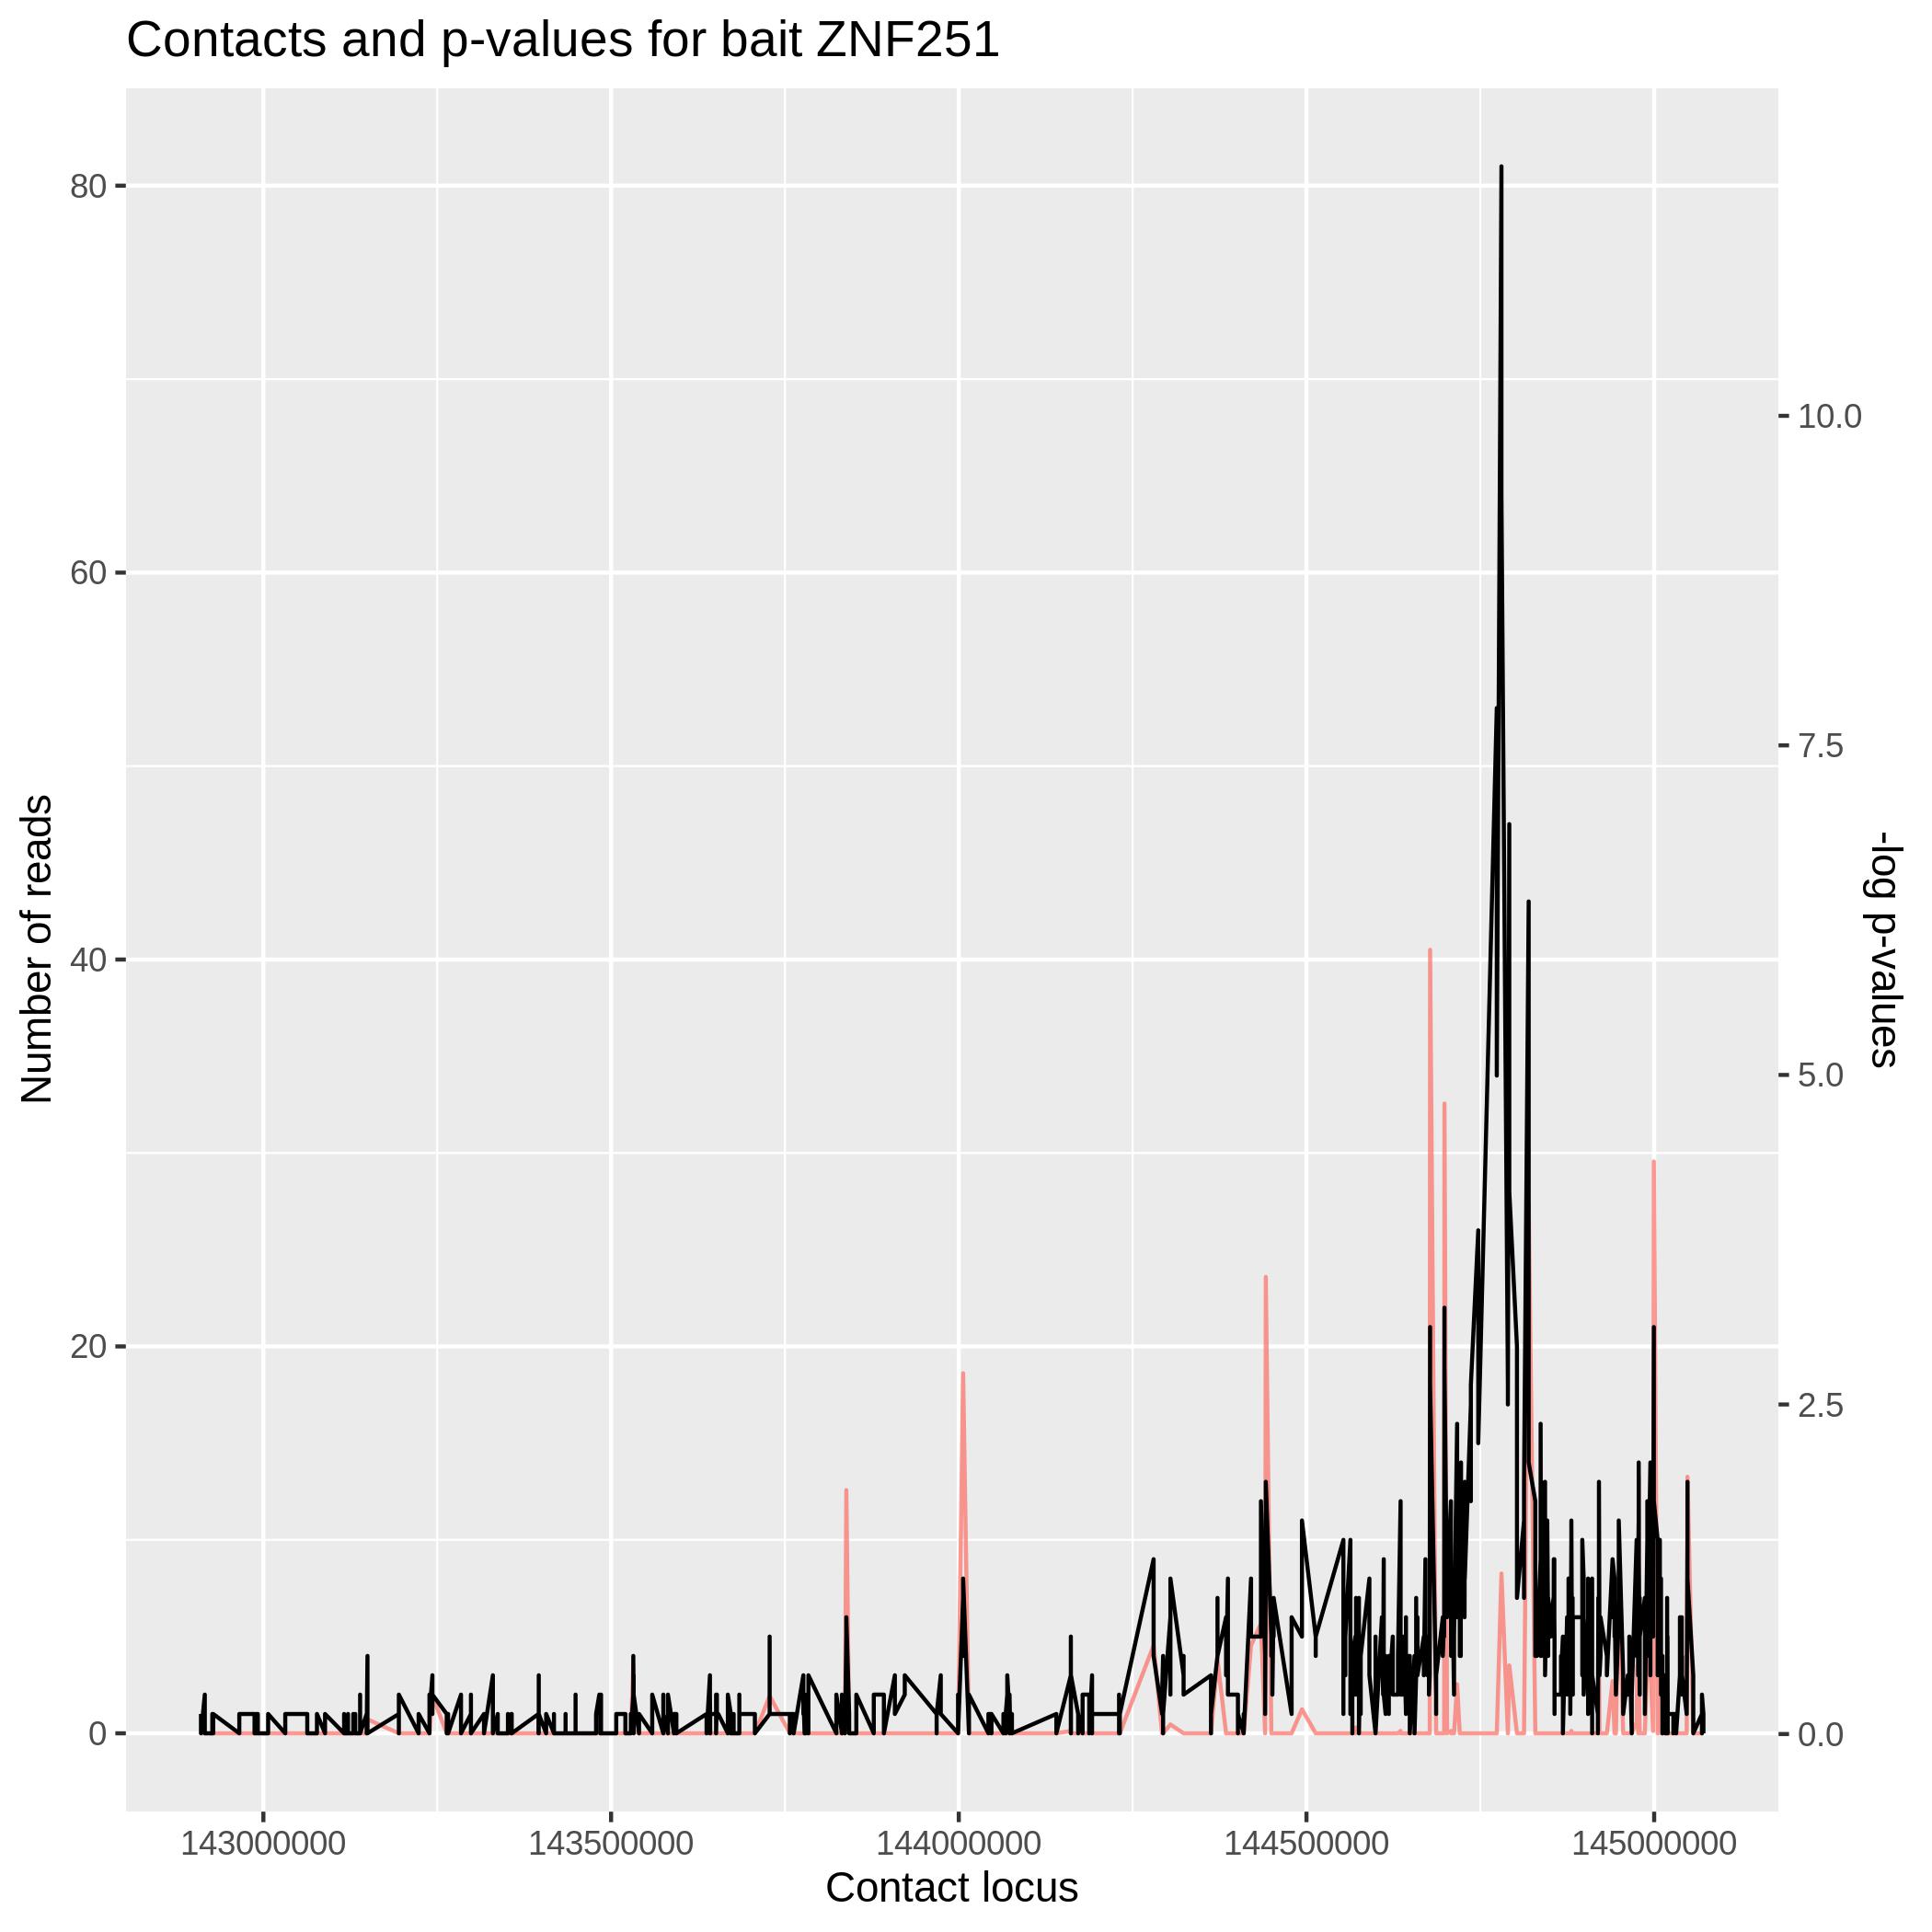 Contacts and p-values for bait ZNF251
Number of reads
80
60
40
20
0
10.0
7.5
5.0
2.5
0.0
-log p-values
143000000 143500000 144000000 144500000 145000000
Contact locus